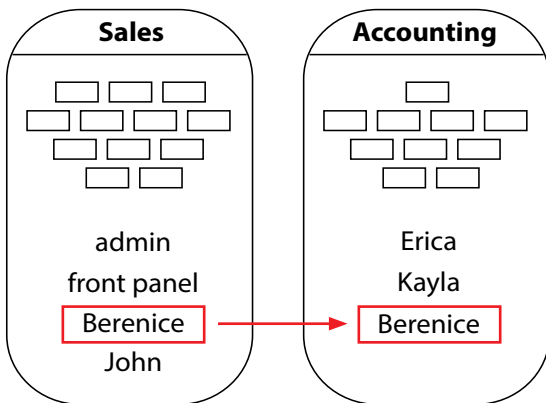 Sales
admin
front panel
Berenice
John
Accounting
Erica
Kayla
Berenice